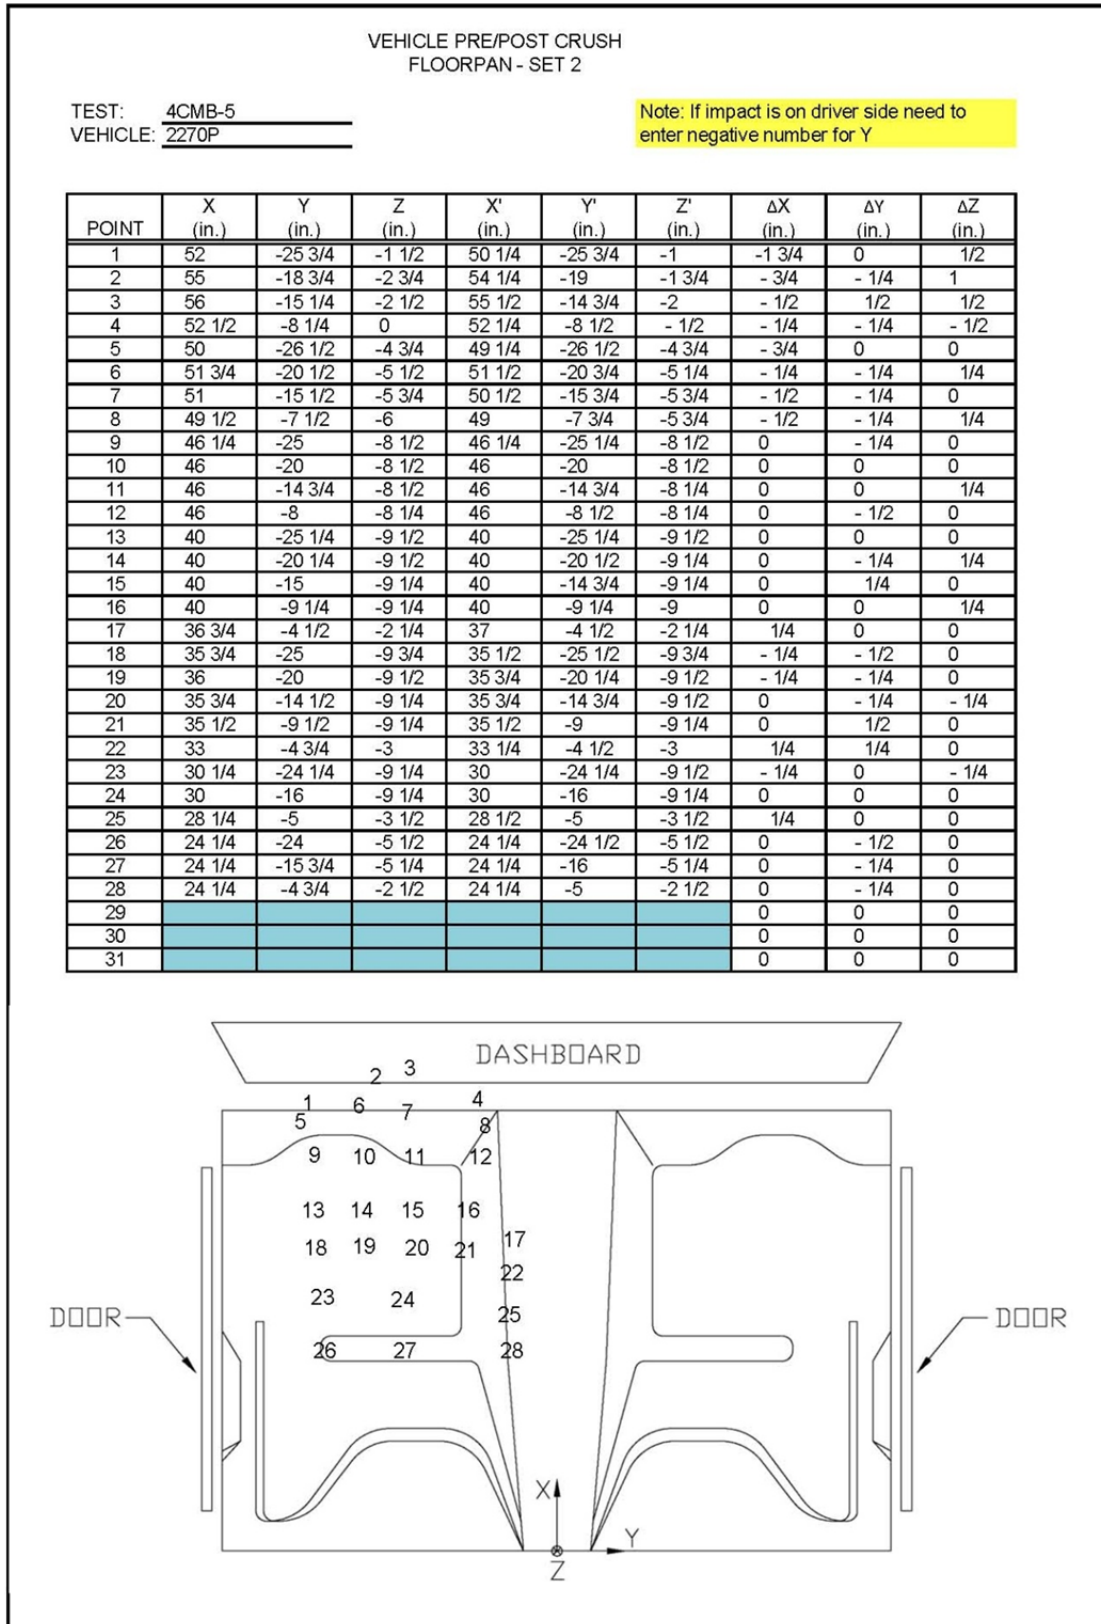 VEHICLE PRE/POST CRUSH
FLOORPAN - SET 2
TEST: 4CMB-5
VEHICLE: 2270P
Note: If impact is on driver side need to
enter negative number for Y
POINT X (in.) Y (in.) Z (in.) X' (in.) Y' (in.) Z' (in.) ΔX (in.) ΔY (in.) ΔZ (in.)
1 52 -25 3/4 -1 1/2 50 1/4 -25 3/4 -1 -1 3/4 0 1/2
2 55 -18 3/4 -2 3/4 54 1/4 -19 -1 3/4 - 3/4 - 1/4 1
3 56 -15 1/4 -2 1/2 55 1/2 -14 3/4 -2 - 1/2 1/2 1/2
4 52 1/2 -8 1/4 0 52 1/4 -8 1/2 - 1/2 - 1/4 - 1/4 - 1/2
5 50 -26 1/2 -4 3/4 49 1/4 -26 1/2 -4 3/4 - 3/4 0 0
6 51 3/4 -20 1/2 -5 1/2 51 1/2 -20 3/4 -5 1/4 - 1/4 - 1/4 1/4
7 51 -15 1/2 -5 3/4 50 1/2 -15 3/4 -5 3/4 - 1/2 - 1/4 0
8 49 1/2 -7 1/2 -6 49 -7 3/4 -5 3/4 - 1/2 - 1/4 1/4
9 46 1/4 -25 -8 1/2 46 1/4 -25 1/4 -8 1/2 0 - 1/4 0
10 46 -20 -8 1/2 46 -20 -8 1/2 0 0 0
11 46 -14 3/4 -8 1/2 46 -14 3/4 -8 1/4 0 0 1/4
12 46 -8 -8 1/4 46 -8 1/2 -8 1/4 0 - 1/2 0
13 40 -25 1/4 -9 1/2 40 -25 1/4 -9 1/2 0 0 0
14 40 -20 1/4 -9 1/2 40 -20 1/2 -9 1/4 0 - 1/4 1/4
15 40 -15 -9 1/4 40 -14 3/4 -9 1/4 0 1/4 0
16 40 -9 1/4 -9 1/4 40 -9 1/4 -9 0 0 1/4
17 36 3/4 -4 1/2 -2 1/4 37 -4 1/2 -2 1/4 1/4 0 0
18 35 3/4 -25 -9 3/4 35 1/2 -25 1/2 -9 3/4 - 1/4 - 1/2 0
19 36 -20 -9 1/2 35 3/4 -20 1/4 -9 1/2 - 1/4 - 1/4 0
20 35 3/4 -14 1/2 -9 1/4 35 3/4 -14 3/4 -9 1/2 0 - 1/4 - 1/4
21 35 1/2 -9 1/2 -9 1/4 35 1/2 -9 -9 1/4 0 1/2 0
22 33 -4 3/4 -3 33 1/4 -4 1/2 -3 1/4 1/4 0
23 30 1/4 -24 1/4 -9 1/4 30 -24 1/4 -9 1/2 - 1/4 0 - 1/4
24 30 -16 -9 1/4 30 -16 -9 1/4 0 0 0
25 28 1/4 -5 -3 1/2 28 1/2 -5 -3 1/2 1/4 0 0
26 24 1/4 -24 -5 1/2 24 1/4 -24 1/2 -5 1/2 0 - 1/2 0
27 24 1/4 -15 3/4 -5 1/4 24 1/4 -16 -5 1/4 0 - 1/4 0
28 24 1/4 -4 3/4 -2 1/2 24 1/4 -5 -2 1/2 0 - 1/4 0
29 0 0 0
30 0 0 0
31 0 0 0
DASHBOARD
2 3
1 6 7 4
5 8
9 10 11 12
13 14 15 16
17
18 19 20 21
22
23 24
25
DOOR DOOR
26 27 28
X
Y
Z